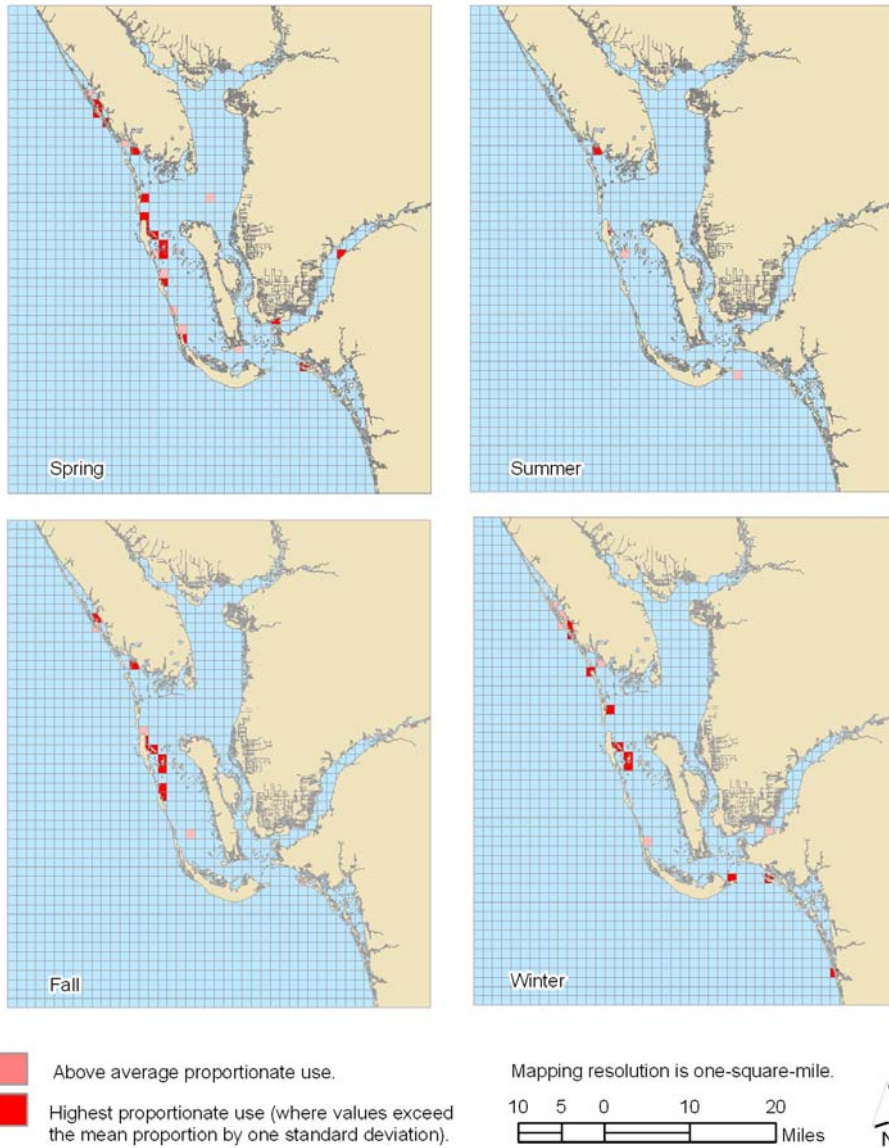 Spring
Summer
Fall
Winter
Above average proportionate use.
Highest proportionate use (where values exceed
the mean proportion by one standard deviation).
Mapping resolution is one-square-mile.
10 5 0 10 20
Miles
N